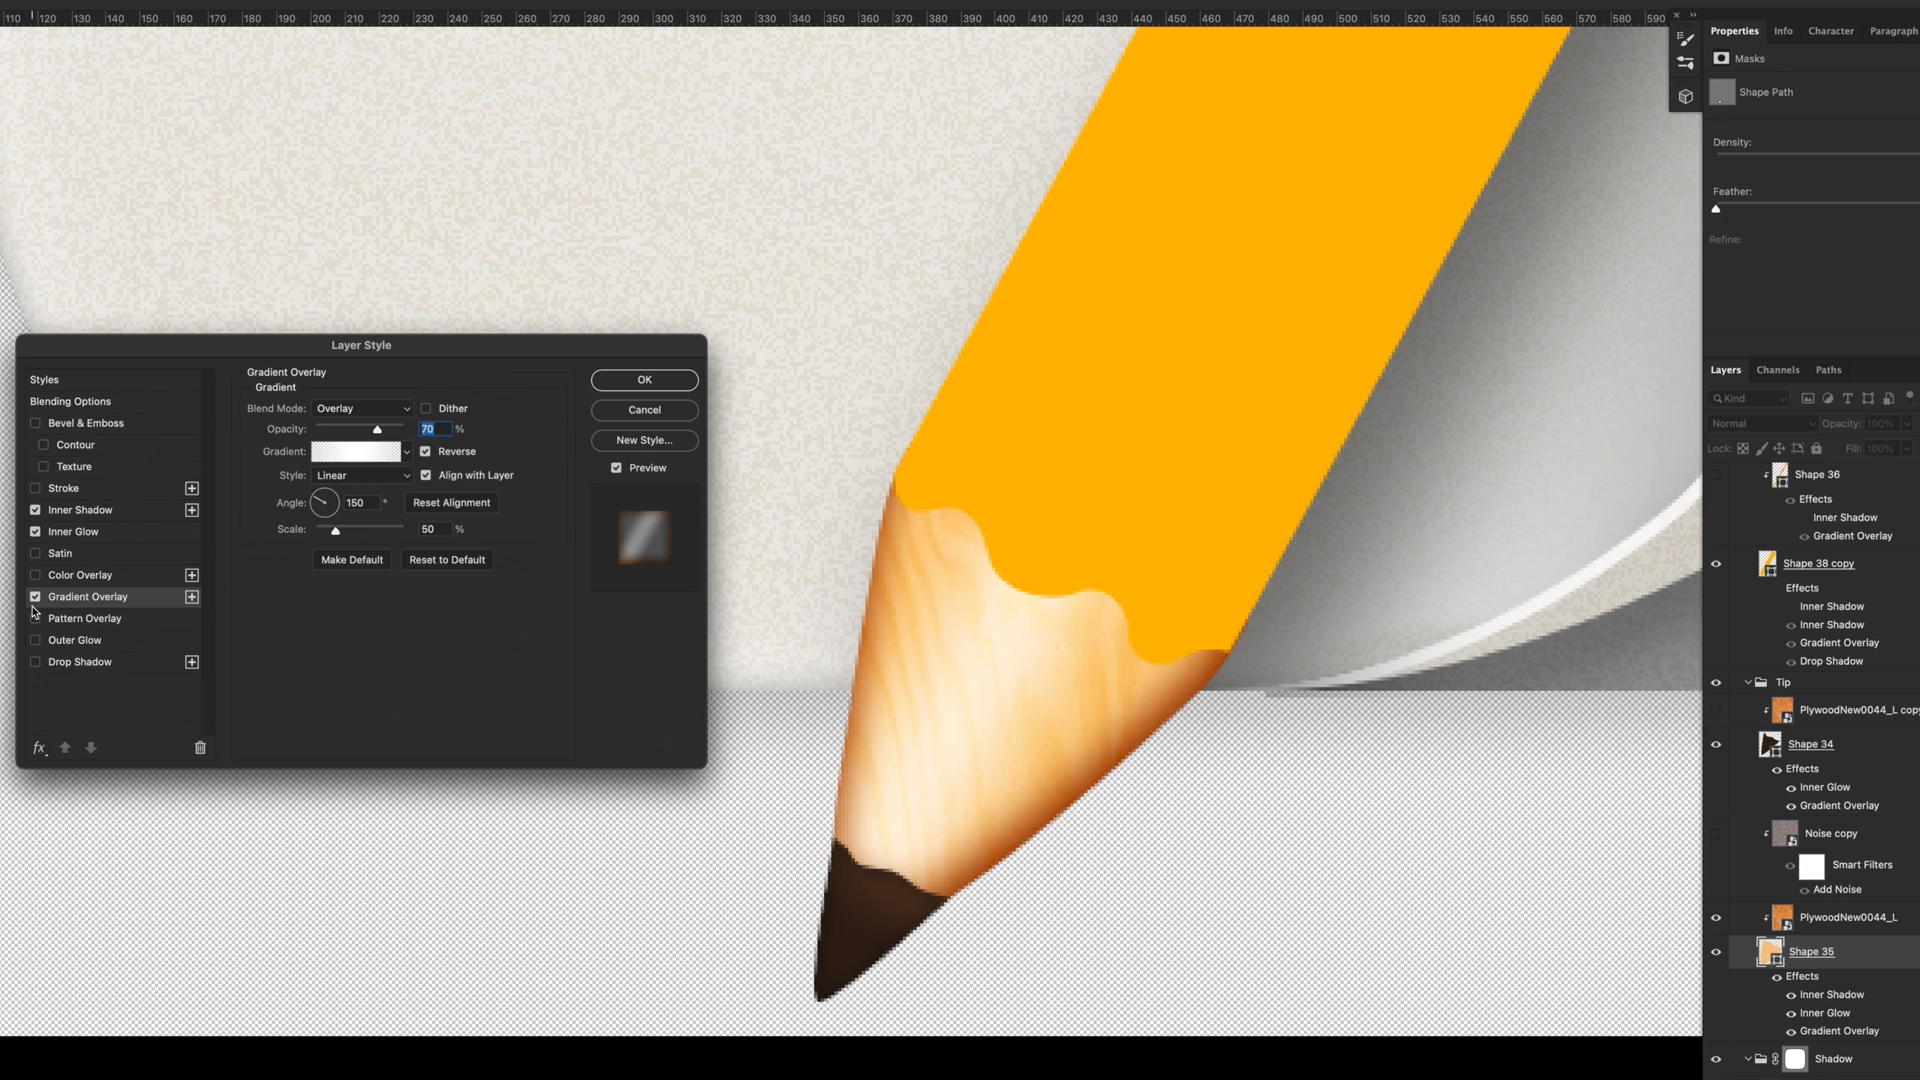 110 120 130 140 150 160 170 180 190 200 210 220 230 240 250 260 270 280 290 300 310 320 330 340 350 360 370 380 390 400 410 420 430 440 450 460 470 480 490 500 510 520 530 540 550 560 570 580 590
Properties Info Character Paragraph
Masks
Shape Path
Density:
Feather:
Refine:
Layer Style
Styles
Blending Options
Bevel & Emboss
Contour
Texture
Stroke
Inner Shadow
Inner Glow
Satin
Color Overlay
Gradient Overlay
Pattern Overlay
Outer Glow
Drop Shadow
fx
Gradient Overlay
Gradient
Blend Mode: Overlay Dither
Opacity: 70 %
Gradient: Reverse
Style: Linear Align with Layer
Angle: 150 ° Reset Alignment
Scale: 50 %
Make Default Reset to Default
OK
Cancel
New Style...
Preview
Layers Channels Paths
Kind
Normal Opacity: 100%
Lock: Fill: 100%
Shape 36
Effects
Inner Shadow
Gradient Overlay
Shape 38 copy
Effects
Inner Shadow
Inner Shadow
Gradient Overlay
Drop Shadow
Tip
PlywoodNew0044_L copy
Shape 34
Effects
Inner Glow
Gradient Overlay
Noise copy
Smart Filters
Add Noise
PlywoodNew0044_L
Shape 35
Effects
Inner Shadow
Inner Glow
Gradient Overlay
Shadow